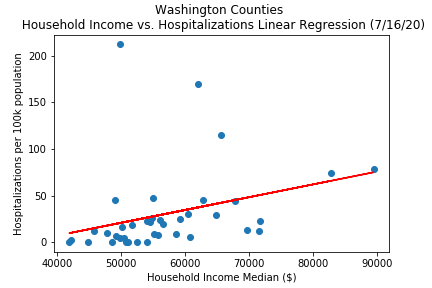 Washington Counties
Household Income vs. Hospitalizations Linear Regression (7/16/20)
Hospitalizations per 100k population
200
150
100
50
0
40000 50000 60000 70000 80000 90000
Household Income Median ($)